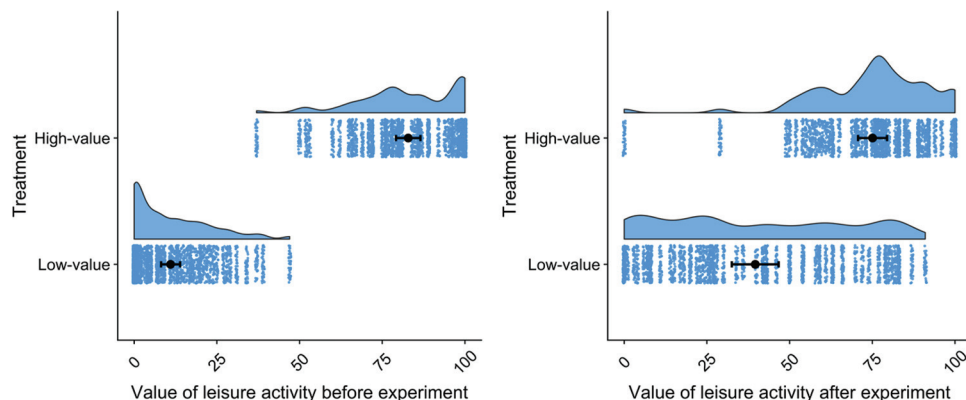 Treatment
High-value
Low-value
0
25
50
75
100
Value of leisure activity before experiment
Treatment
High-value
Low-value
0
25
50
75
100
Value of leisure activity after experiment